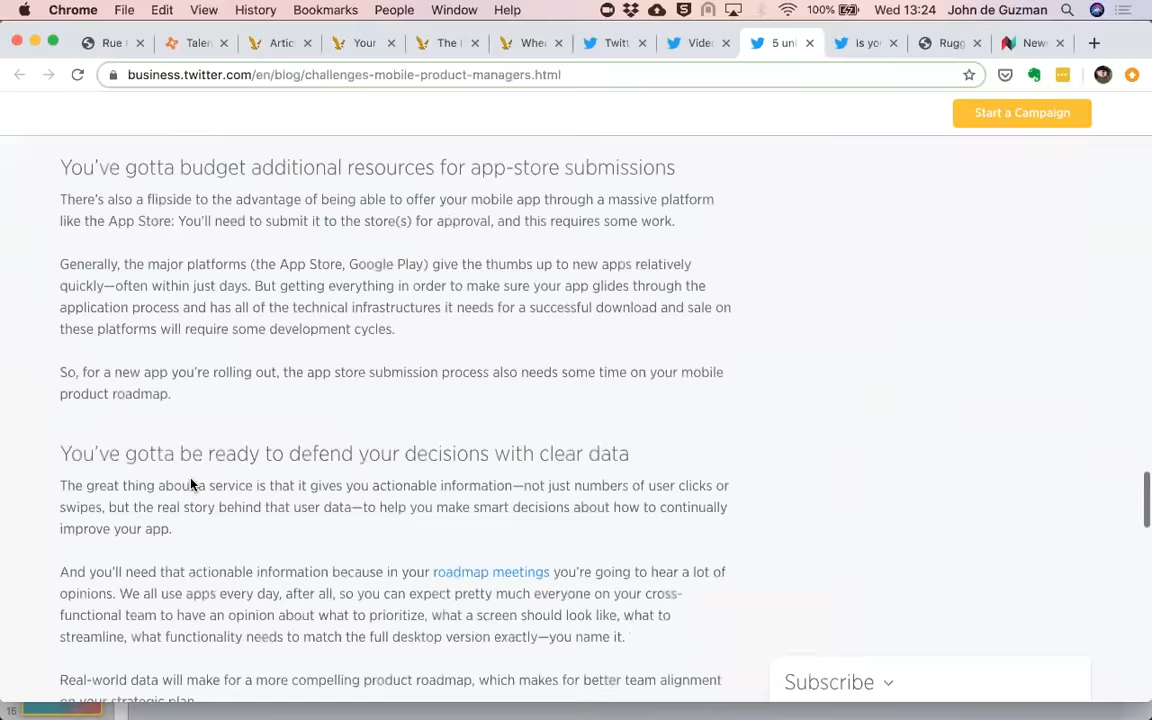 Chrome File Edit View History Bookmarks People Window Help 100% Wed 13:24 John de Guzman
Rue Talen Artic Your The Whe Twitt Vide 5 uni Is yo Rugg New
business.twitter.com/en/blog/challenges-mobile-product-managers.html
Start a Campaign
You've gotta budget additional resources for app-store submissions
There's also a flipside to the advantage of being able to offer your mobile app through a massive platform
like the App Store: You'll need to submit it to the store(s) for approval, and this requires some work.
Generally, the major platforms (the App Store, Google Play) give the thumbs up to new apps relatively
quickly—often within just days. But getting everything in order to make sure your app glides through the
application process and has all of the technical infrastructures it needs for a successful download and sale on
these platforms will require some development cycles.
So, for a new app you're rolling out, the app store submission process also needs some time on your mobile
product roadmap.
You've gotta be ready to defend your decisions with clear data
The great thing about a service is that it gives you actionable information—not just numbers of user clicks or
swipes, but the real story behind that user data—to help you make smart decisions about how to continually
improve your app.
And you'll need that actionable information because in your roadmap meetings you're going to hear a lot of
opinions. We all use apps every day, after all, so you can expect pretty much everyone on your cross-
functional team to have an opinion about what to prioritize, what a screen should look like, what to
streamline, what functionality needs to match the full desktop version exactly—you name it.
Real-world data will make for a more compelling product roadmap, which makes for better team alignment
on your strategic plan.
Subscribe
15